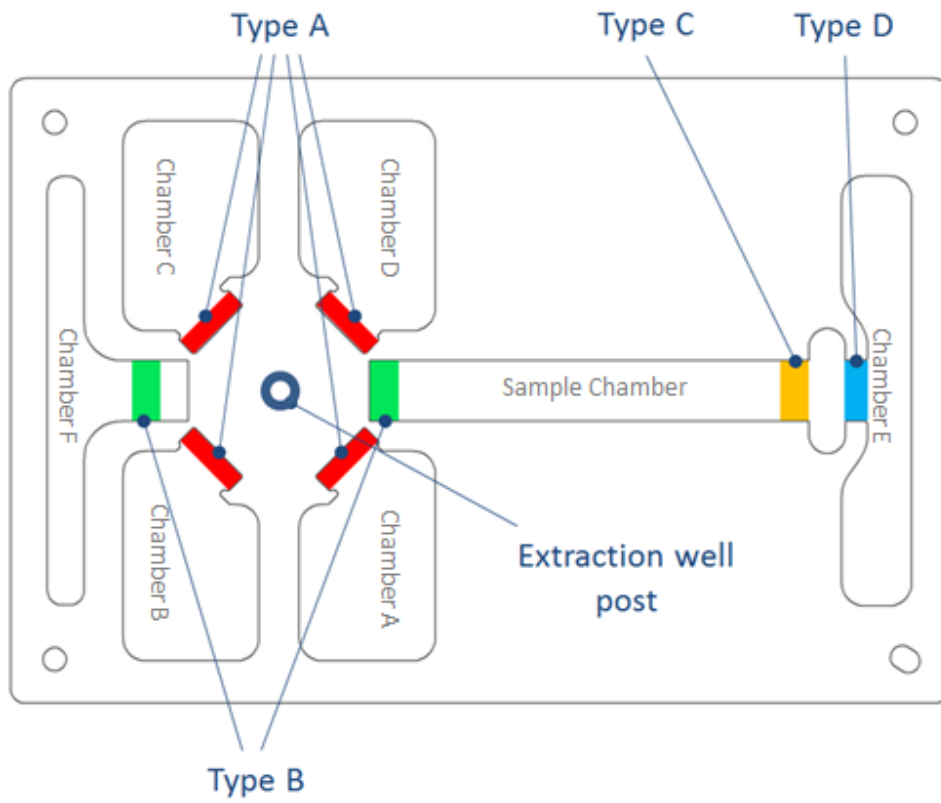 Type A
Type C
Type D
Chamber C
Chamber D
Chamber F
Sample Chamber
Chamber E
Chamber B
Chamber A
Extraction well
post
Type B